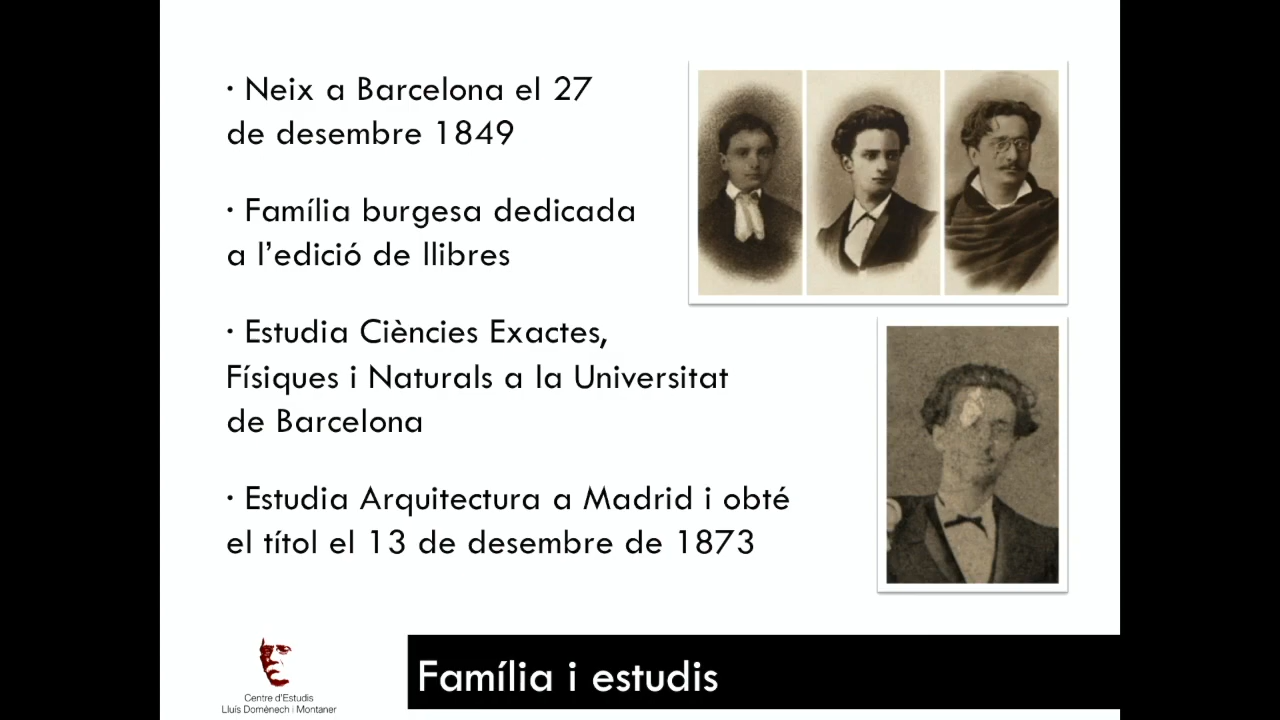 · Neix a Barcelona el 27
de desembre 1849
· Família burgesa dedicada
a l’edició de llibres
· Estudia Ciències Exactes,
Físiques i Naturals a la Universitat
de Barcelona
· Estudia Arquitectura a Madrid i obté
el títol el 13 de desembre de 1873
Centre d'Estudis
Lluís Domènech i Montaner
Família i estudis